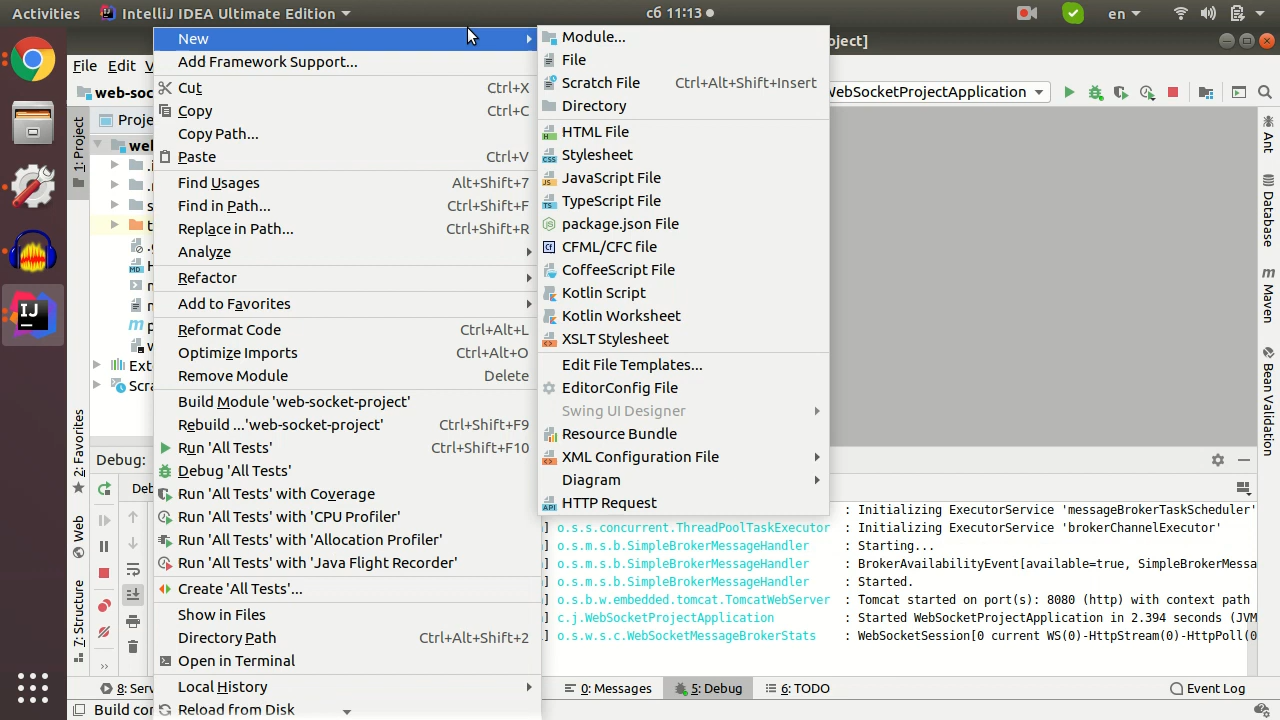 Activities
IntelliJ IDEA Ultimate Edition
сб 11:13
en
New
Module...
oject]
File Edit V
Add Framework Support...
File
Cut Ctrl+X
Scratch File Ctrl+Alt+Shift+Insert
web-soc
WebSocketProjectApplication
Copy Ctrl+C
Directory
1: Project
Proje
Copy Path...
HTML File
Ant
web
Paste Ctrl+V
Stylesheet
Find Usages Alt+Shift+7
JavaScript File
Find in Path... Ctrl+Shift+F
TypeScript File
Database
Replace in Path... Ctrl+Shift+R
package.json File
Analyze
CFML/CFC file
Refactor
CoffeeScript File
Maven
Add to Favorites
Kotlin Script
Reformat Code Ctrl+Alt+L
Kotlin Worksheet
Optimize Imports Ctrl+Alt+O
XSLT Stylesheet
Exte
Edit File Templates...
Remove Module Delete
Scra
EditorConfig File
Bean Validation
Build Module 'web-socket-project'
Swing UI Designer
Rebuild ...'web-socket-project' Ctrl+Shift+F9
Resource Bundle
2: Favorites
Run 'All Tests' Ctrl+Shift+F10
XML Configuration File
Debug:
Debug 'All Tests'
Diagram
Deb
Run 'All Tests' with Coverage
HTTP Request
: Initializing ExecutorService 'messageBrokerTaskScheduler'
Web
Run 'All Tests' with 'CPU Profiler'
] o.s.s.concurrent.ThreadPoolTaskExecutor : Initializing ExecutorService 'brokerChannelExecutor'
Run 'All Tests' with 'Allocation Profiler'
] o.s.m.s.b.SimpleBrokerMessageHandler : Starting...
Run 'All Tests' with 'Java Flight Recorder'
] o.s.m.s.b.SimpleBrokerMessageHandler : BrokerAvailabilityEvent[available=true, SimpleBrokerMessa
] o.s.m.s.b.SimpleBrokerMessageHandler : Started.
Create 'All Tests'...
] o.s.b.w.embedded.tomcat.TomcatWebServer : Tomcat started on port(s): 8080 (http) with context path
7: Structure
Show in Files
] c.j.WebSocketProjectApplication : Started WebSocketProjectApplication in 2.394 seconds (JVM
Directory Path Ctrl+Alt+Shift+2
] o.s.w.s.c.WebSocketMessageBrokerStats : WebSocketSession[0 current WS(0)-HttpStream(0)-HttpPoll(0
Open in Terminal
Local History
8: Serv
0: Messages
5: Debug
6: TODO
Event Log
Build con
Reload from Disk